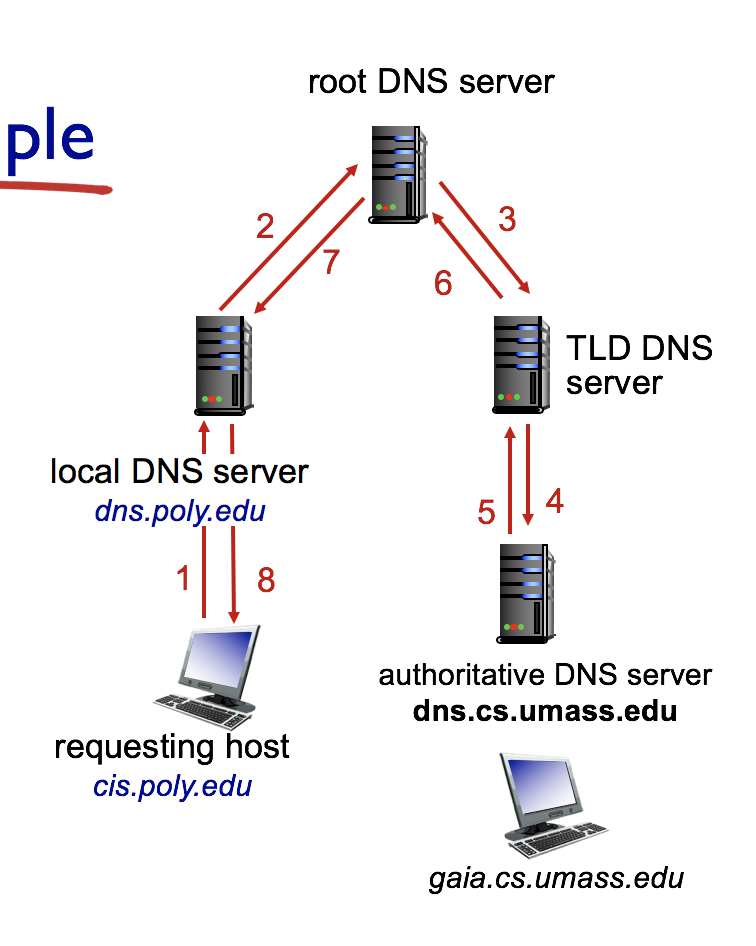 root DNS server
ple
2
3
7
6
TLD DNS
server
local DNS server
dns.poly.edu
5
4
1
8
authoritative DNS server
dns.cs.umass.edu
requesting host
cis.poly.edu
gaia.cs.umass.edu